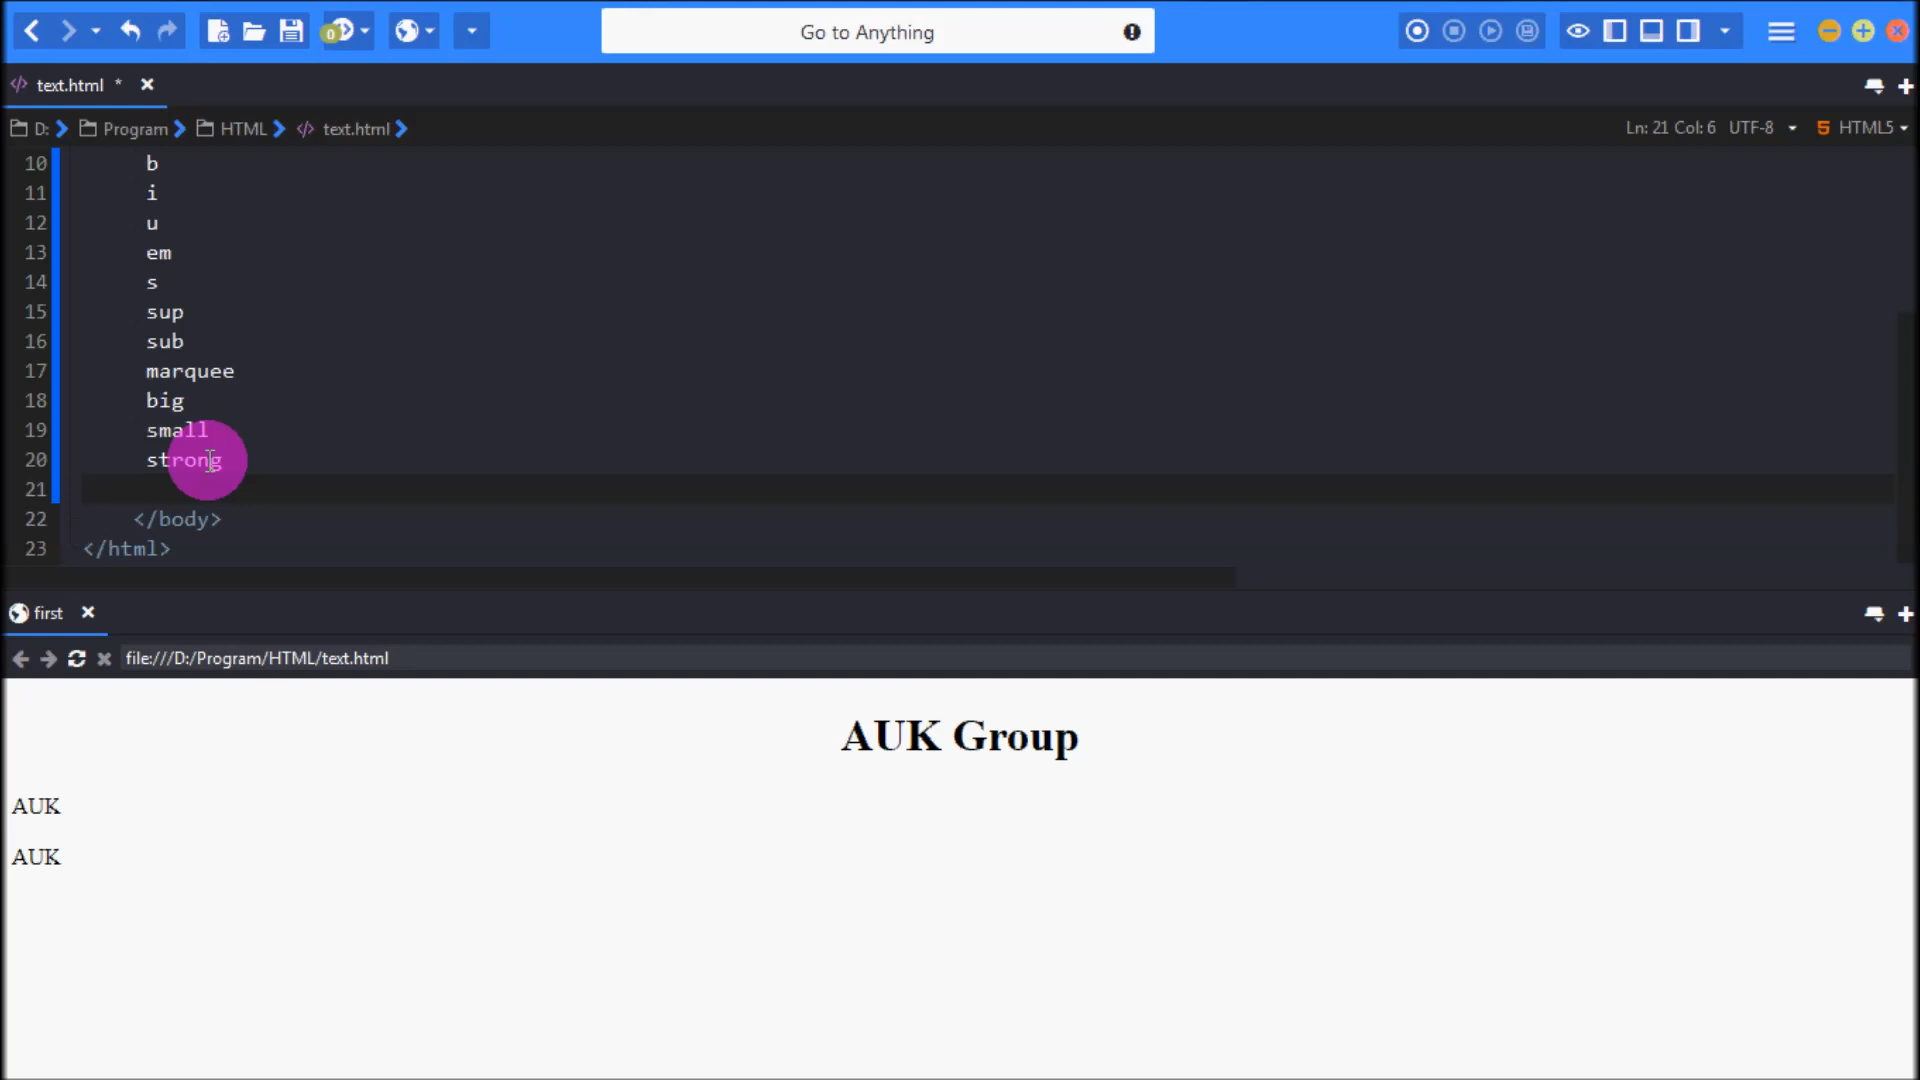 Go to Anything
0
text.html *
D: Program HTML text.html Ln: 21 Col: 6 UTF-8 HTML5
10 b
11 i
12 u
13 em
14 s
15 sup
16 sub
17 marquee
18 big
19 small
20 strong
21
22 </body>
23 </html>
first
file:///D:/Program/HTML/text.html
AUK Group
AUK
AUK